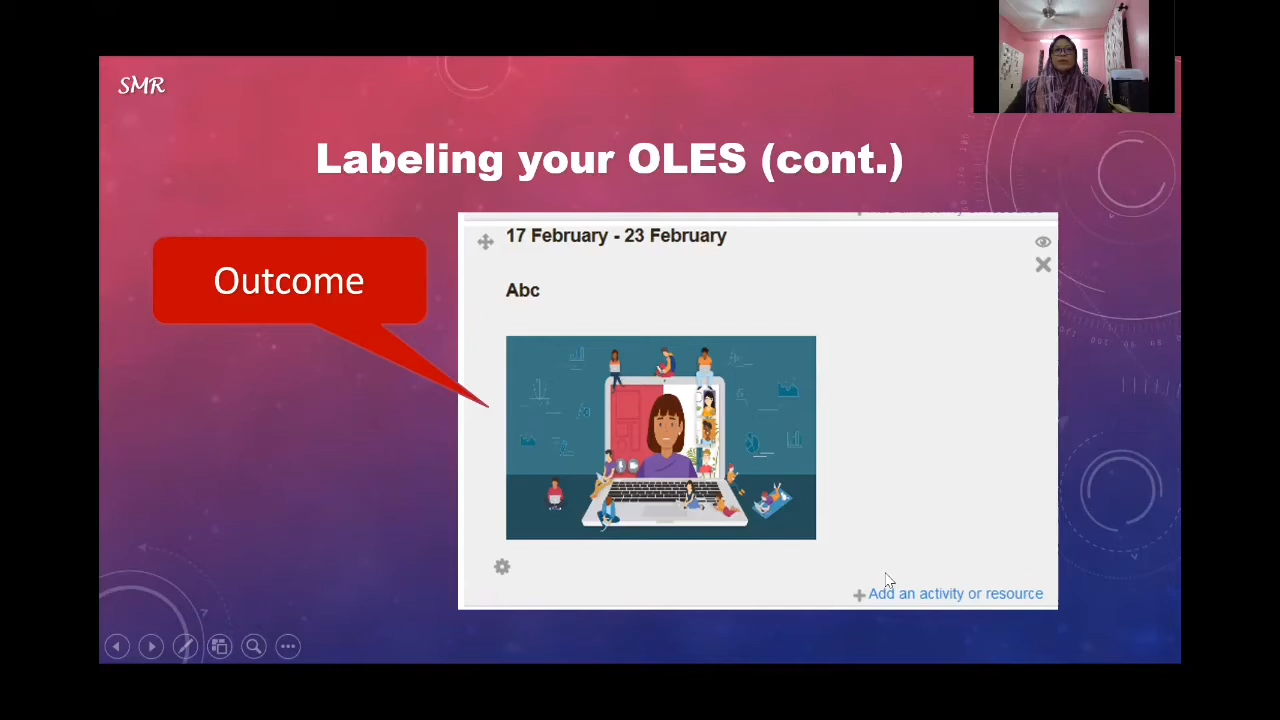 SMR
Labeling your OLES (cont.)
Outcome
17 February - 23 February
Abc
Add an activity or resource